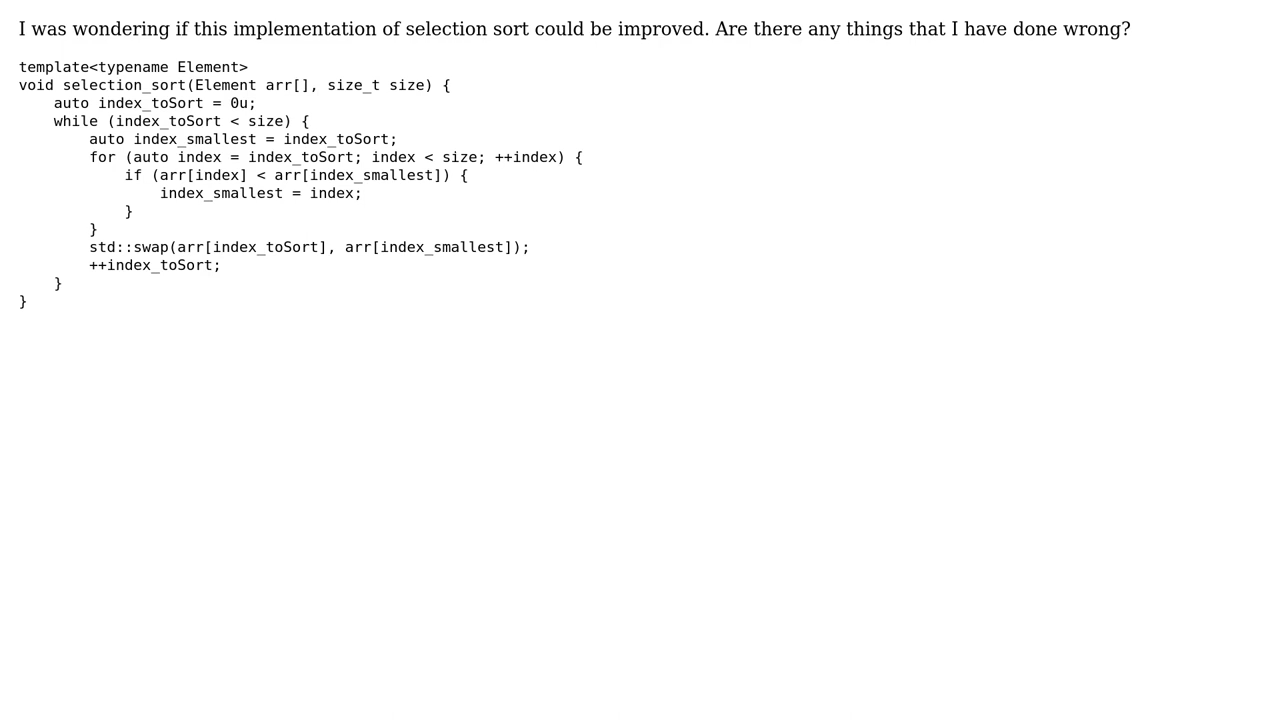 I was wondering if this implementation of selection sort could be improved. Are there any things that I have done wrong?
template<typename Element>
void selection_sort(Element arr[], size_t size) {
    auto index_toSort = 0u;
    while (index_toSort < size) {
        auto index_smallest = index_toSort;
        for (auto index = index_toSort; index < size; ++index) {
            if (arr[index] < arr[index_smallest]) {
                index_smallest = index;
            }
        }
        std::swap(arr[index_toSort], arr[index_smallest]);
        ++index_toSort;
    }
}